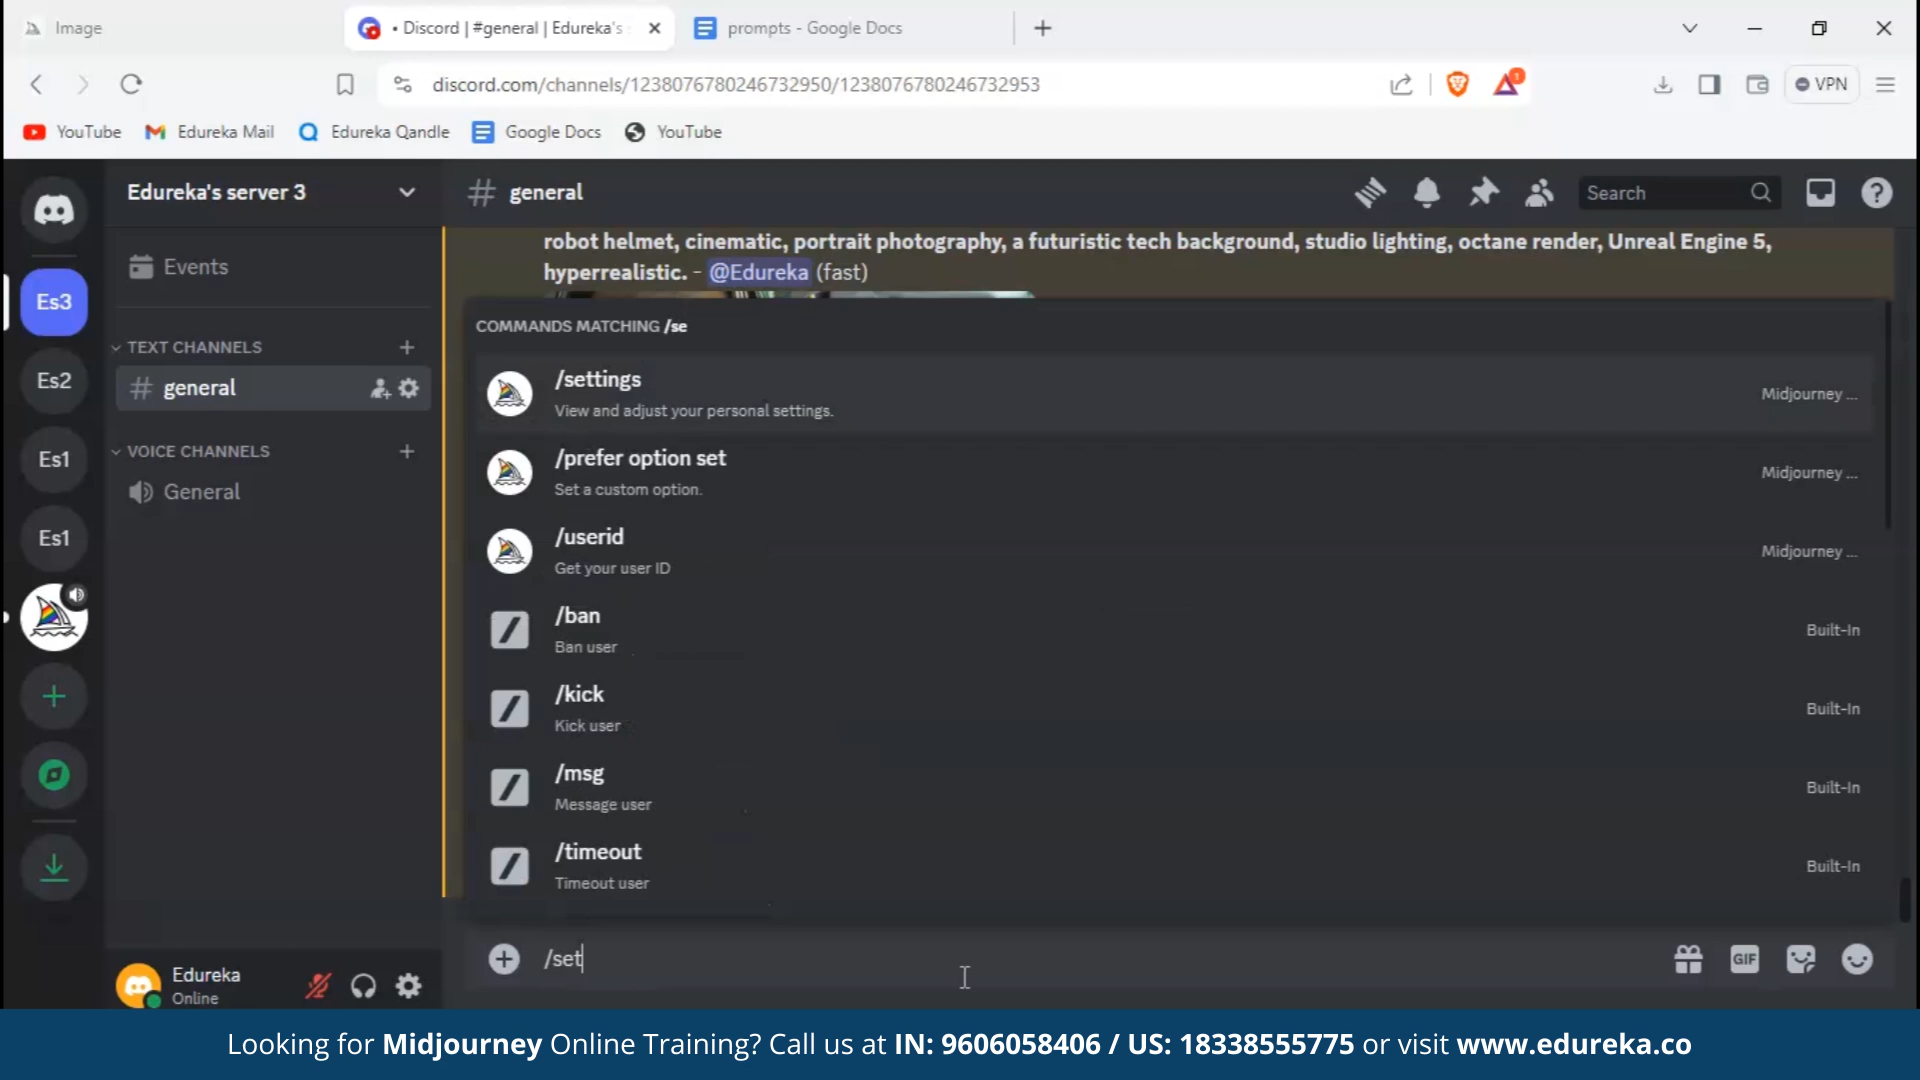 Image
• Discord | #general | Edureka's
prompts - Google Docs
discord.com/channels/1238076780246732950/1238076780246732953
1
VPN
YouTube
Edureka Mail
Edureka Qandle
Google Docs
YouTube
Edureka's server 3
# general
Search
Events
robot helmet, cinematic, portrait photography, a futuristic tech background, studio lighting, octane render, Unreal Engine 5,
hyperrealistic. - @Edureka (fast)
Es3
COMMANDS MATCHING /se
TEXT CHANNELS
/settings
View and adjust your personal settings.
Midjourney ...
Es2
# general
VOICE CHANNELS
/prefer option set
Set a custom option.
Midjourney ...
Es1
General
/userid
Get your user ID
Midjourney ...
Es1
/ban
Ban user
Built-In
/kick
Kick user
Built-In
/msg
Message user
Built-In
/timeout
Timeout user
Built-In
/set
GIF
Edureka
Online
Looking for Midjourney Online Training? Call us at IN: 9606058406 / US: 18338555775 or visit www.edureka.co